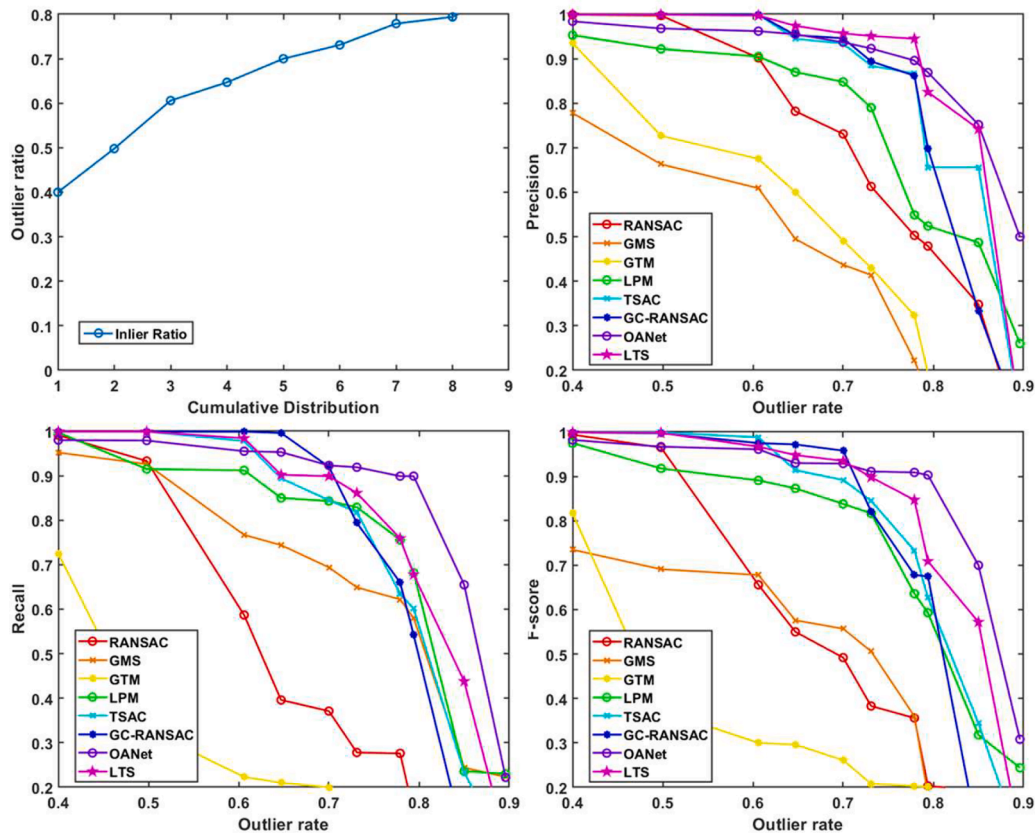 0.8
0.7
0.6
0.5
0.4
0.3
0.2
0.1
0
Outlier ratio
Inlier Ratio
1 2 3 4 5 6 7 8 9
Cumulative Distribution
1
0.9
0.8
0.7
0.6
0.5
0.4
0.3
0.2
Precision
RANSAC
GMS
GTM
LPM
TSAC
GC-RANSAC
OANet
LTS
0.4 0.5 0.6 0.7 0.8 0.9
Outlier rate
1
0.9
0.8
0.7
0.6
0.5
0.4
0.3
0.2
Recall
RANSAC
GMS
GTM
LPM
TSAC
GC-RANSAC
OANet
LTS
0.4 0.5 0.6 0.7 0.8 0.9
Outlier rate
1
0.9
0.8
0.7
0.6
0.5
0.4
0.3
0.2
F-score
RANSAC
GMS
GTM
LPM
TSAC
GC-RANSAC
OANet
LTS
0.4 0.5 0.6 0.7 0.8 0.9
Outlier rate